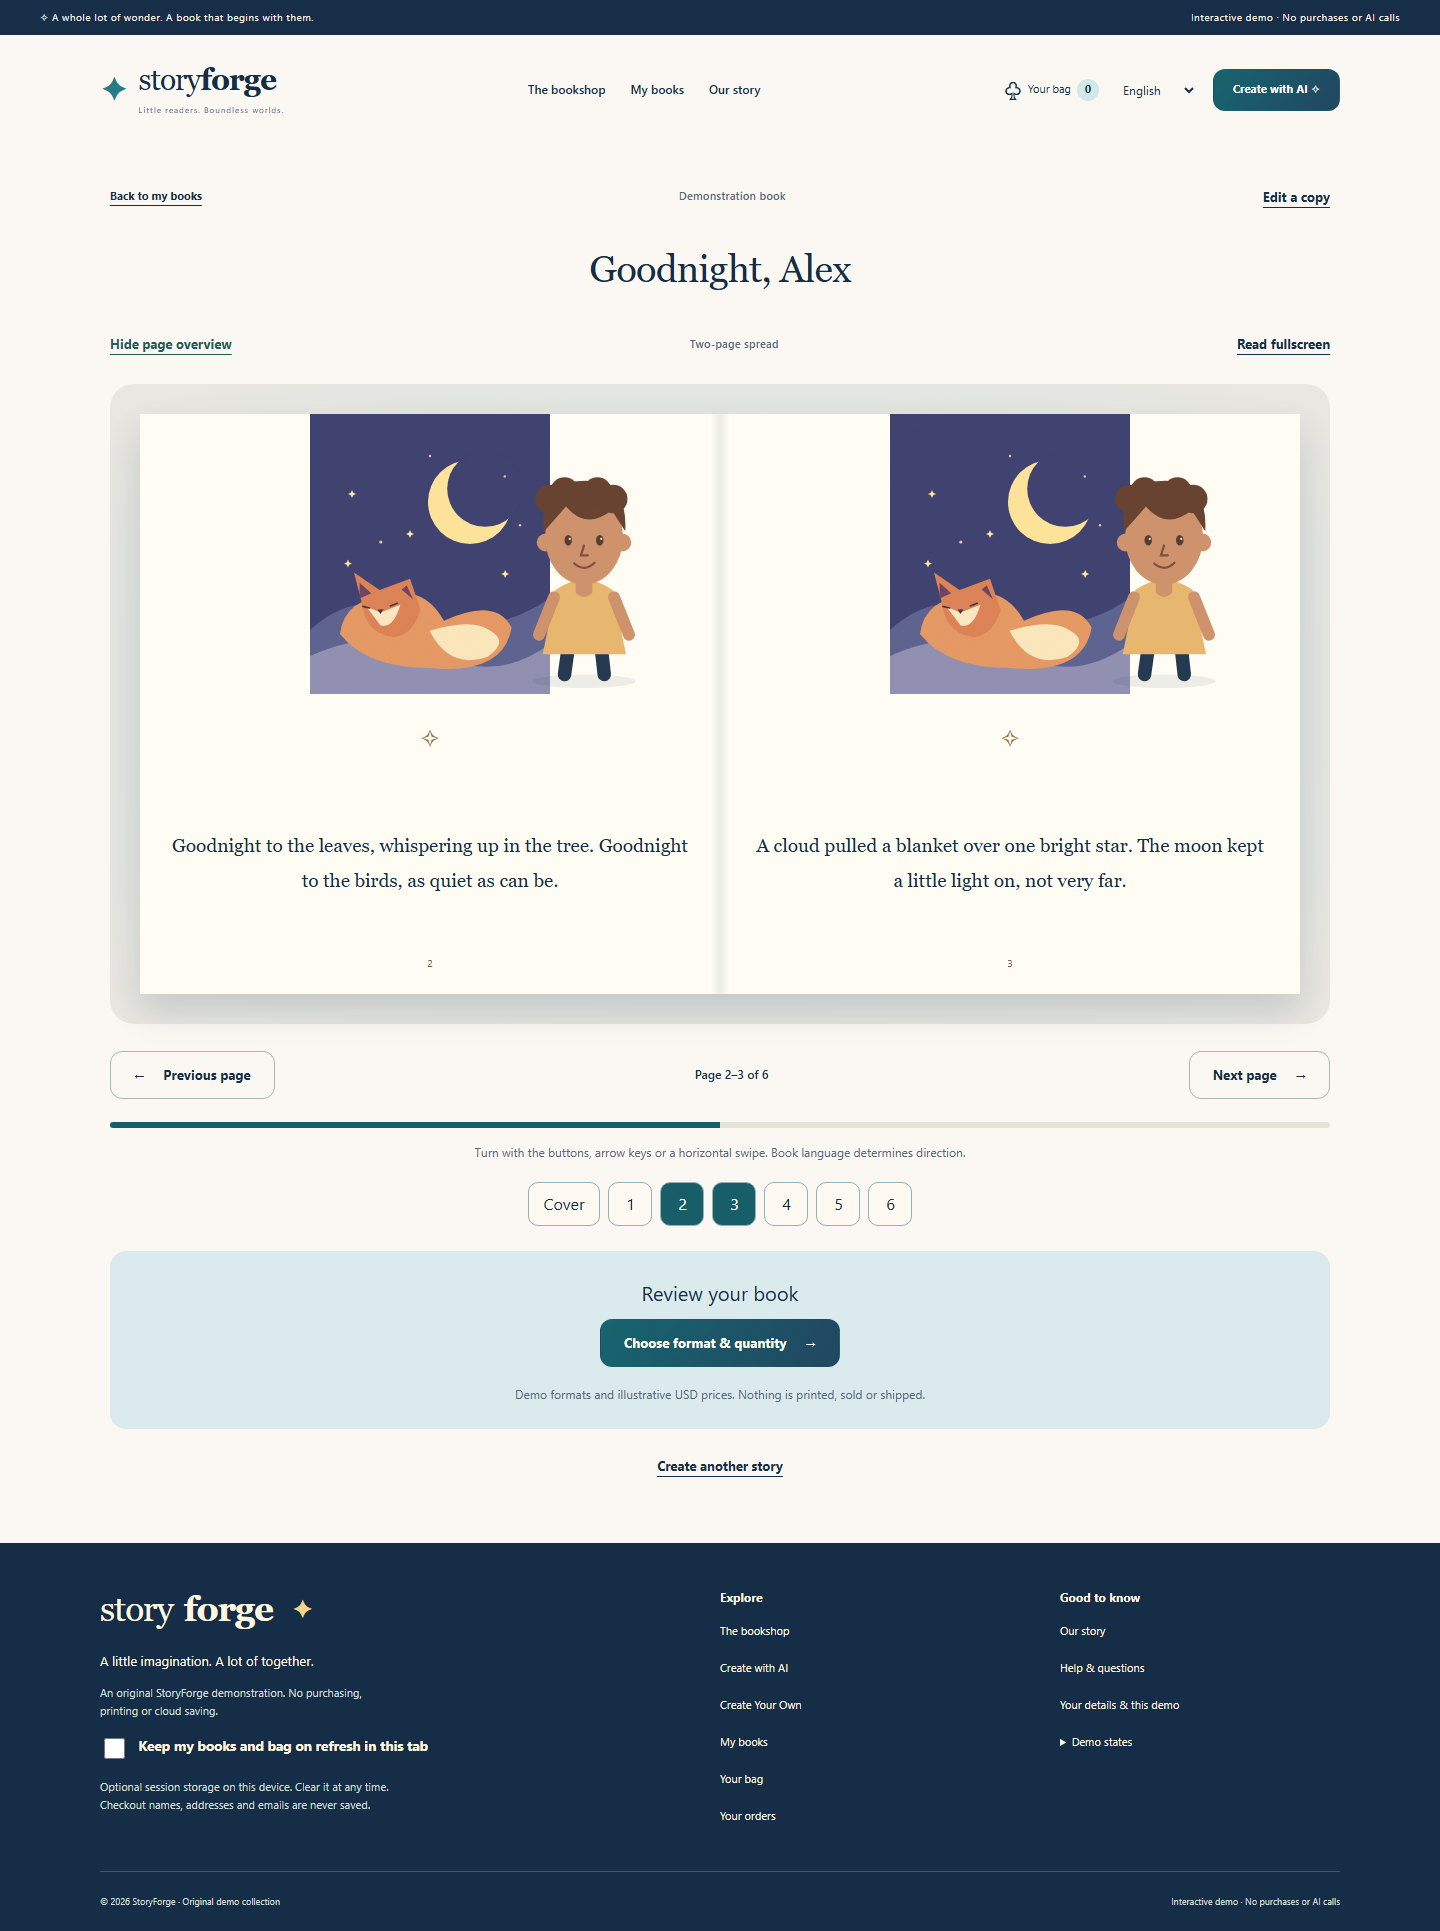 ✧ A whole lot of wonder. A book that begins with them.
Interactive demo · No purchases or AI calls
storyforge
Little readers. Boundless worlds.
The bookshop
My books
Our story
Your bag 0
English
Create with AI ✧
Back to my books
Demonstration book
Edit a copy
Goodnight, Alex
Hide page overview
Two-page spread
Read fullscreen
Goodnight to the leaves, whispering up in the tree. Goodnight
to the birds, as quiet as can be.
2
A cloud pulled a blanket over one bright star. The moon kept
a little light on, not very far.
3
← Previous page
Page 2–3 of 6
Next page →
Turn with the buttons, arrow keys or a horizontal swipe. Book language determines direction.
Cover 1 2 3 4 5 6
Review your book
Choose format & quantity →
Demo formats and illustrative USD prices. Nothing is printed, sold or shipped.
Create another story
story forge
A little imagination. A lot of together.
An original StoryForge demonstration. No purchasing,
printing or cloud saving.
Keep my books and bag on refresh in this tab
Optional session storage on this device. Clear it at any time.
Checkout names, addresses and emails are never saved.
Explore
The bookshop
Create with AI
Create Your Own
My books
Your bag
Your orders
Good to know
Our story
Help & questions
Your details & this demo
▶ Demo states
© 2026 StoryForge · Original demo collection
Interactive demo · No purchases or AI calls